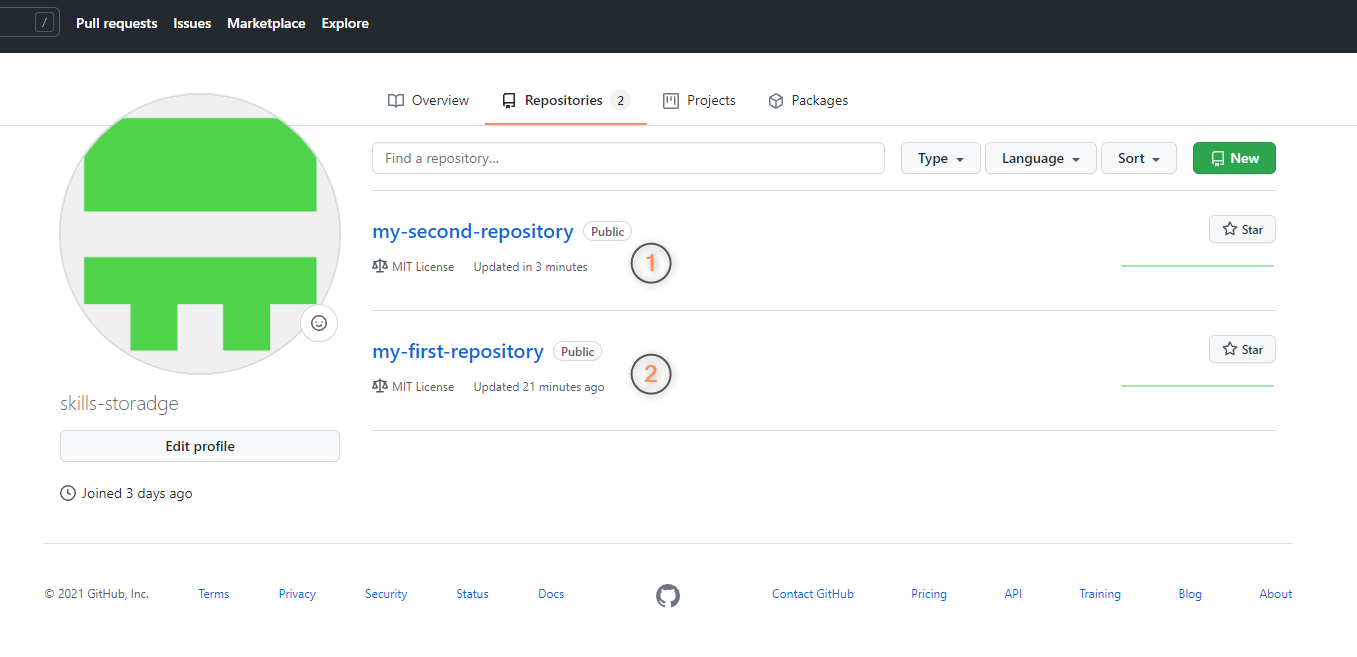 / Pull requests Issues Marketplace Explore
Overview Repositories 2 Projects Packages
Find a repository... Type Language Sort New
my-second-repository Public Star
MIT License Updated in 3 minutes 1
my-first-repository Public Star
MIT License Updated 21 minutes ago 2
skills-storadge
Edit profile
Joined 3 days ago
© 2021 GitHub, Inc. Terms Privacy Security Status Docs Contact GitHub Pricing API Training Blog About